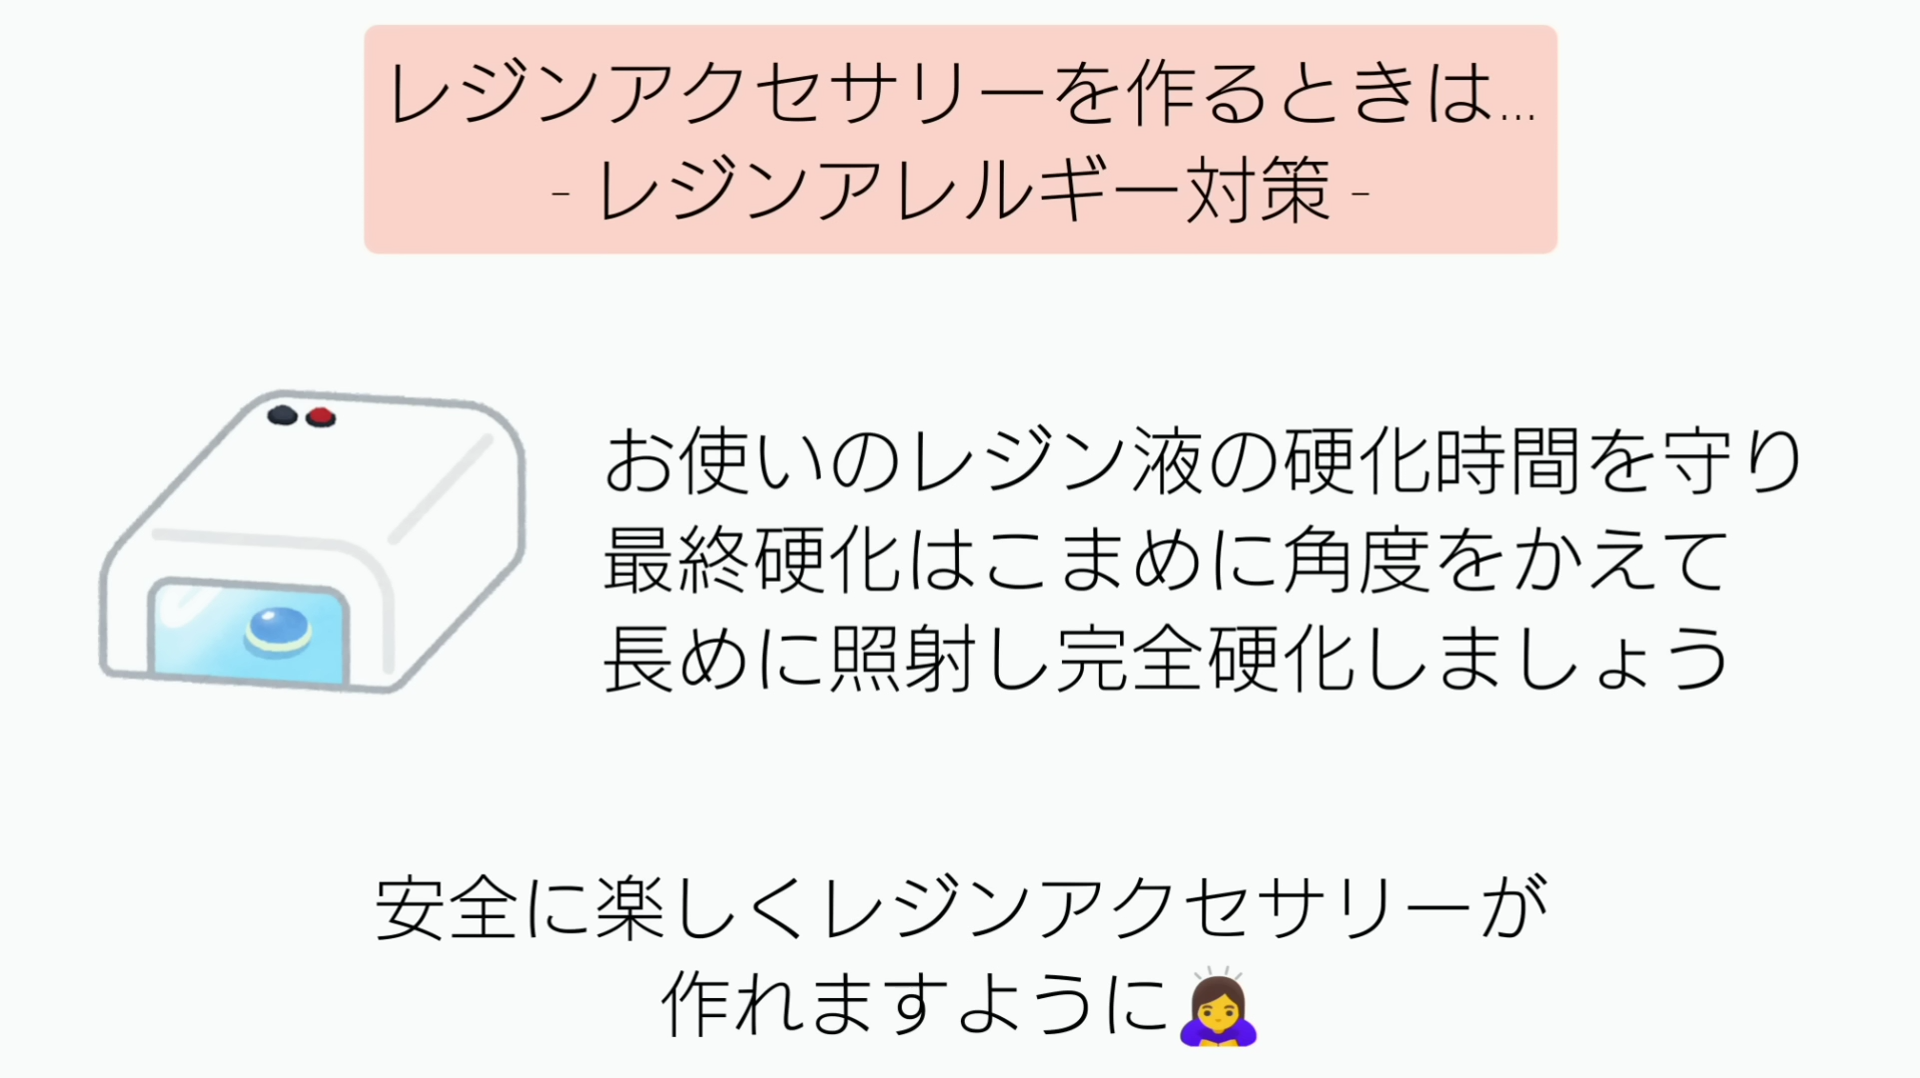 レジンアクセサリーを作るときは...
- レジンアレルギー対策 -
お使いのレジン液の硬化時間を守り
最終硬化はこまめに角度をかえて
長めに照射し完全硬化しましょう
安全に楽しくレジンアクセサリーが
作れますように🙇‍♀️